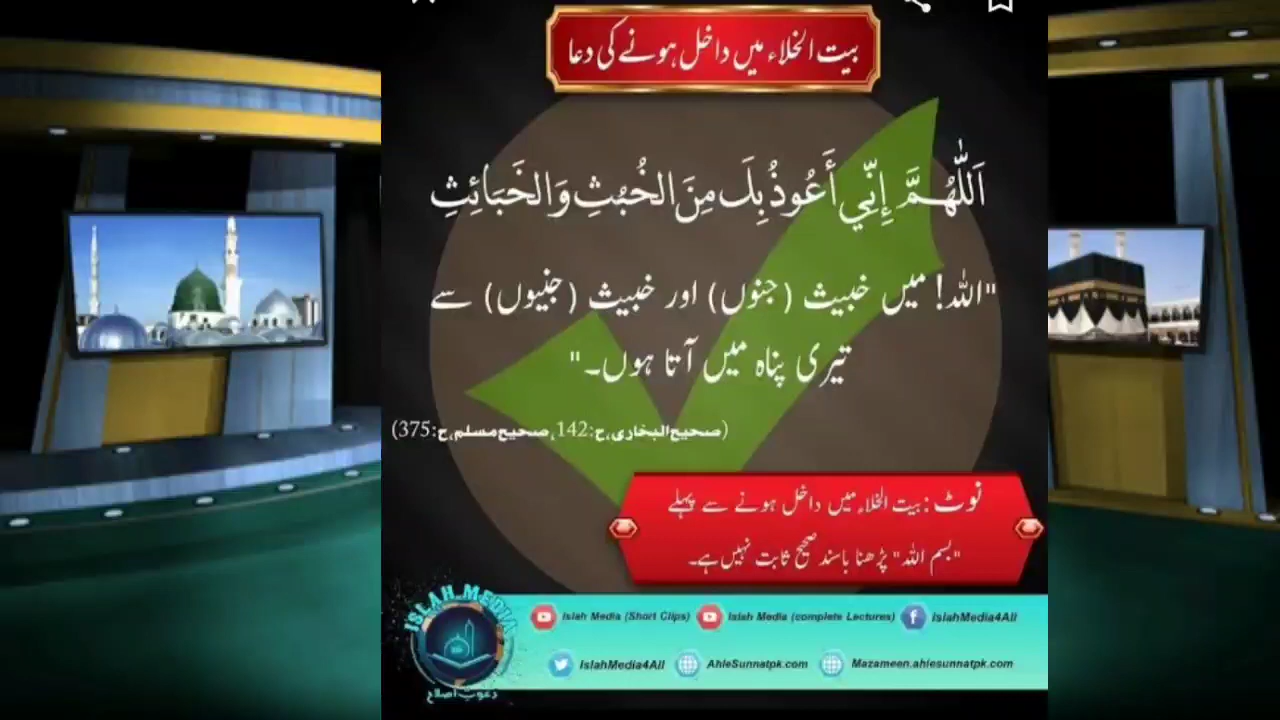 بیت الخلاء میں داخل ہونے کی دعا
اَللّٰهُمَّ إِنِّي أَعُوذُ بِكَ مِنَ الخُبُثِ وَالخَبَائِثِ
"اللہ! میں خبیث (جنوں) اور خبیث (جنیوں) سے
تیری پناہ میں آتا ہوں۔"
(صحیح البخاری،ح:142،صحیح مسلم،ح:375)
نوٹ: بیت الخلاء میں داخل ہونے سے پہلے
"بسم اللہ" پڑھنا باسند صحیح ثابت نہیں ہے۔
ISLAH MEDIA
دعوتِ اصلاح
Islah Media (Short Clips) Islah Media (complete Lectures) IslahMedia4All
IslahMedia4All AhleSunnatpk.com Mazameen.ahlesunnatpk.com